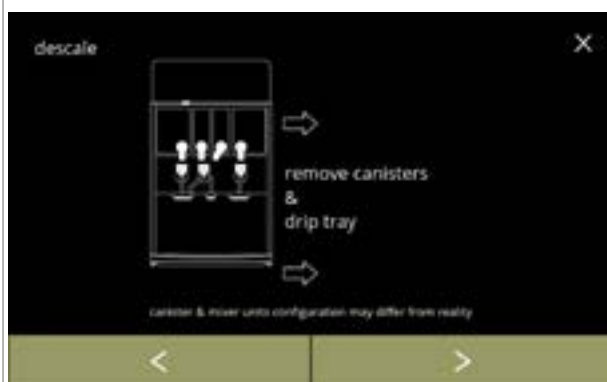 descale
remove canisters
&
drip tray
canister & mixer units configuration may differ from reality